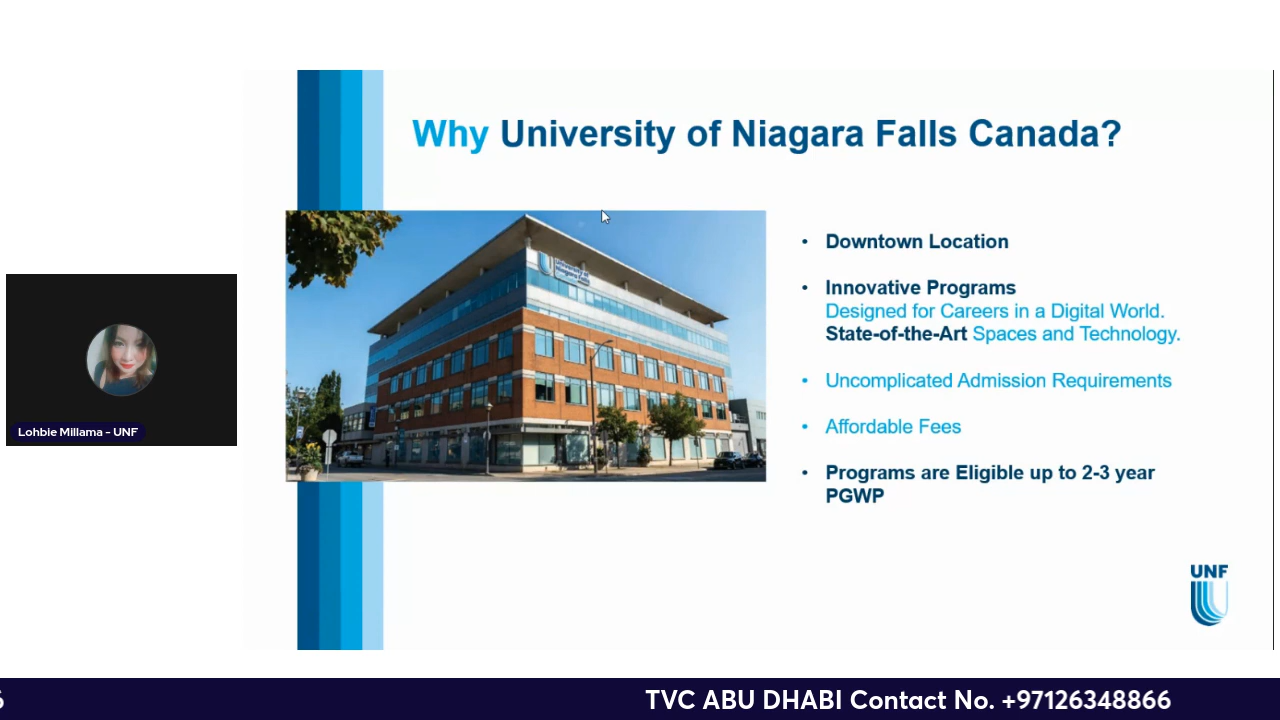 Why University of Niagara Falls Canada?
• Downtown Location
• Innovative Programs
Designed for Careers in a Digital World.
State-of-the-Art Spaces and Technology.
• Uncomplicated Admission Requirements
• Affordable Fees
• Programs are Eligible up to 2-3 year
PGWP
Lohbie Millama - UNF
UNF
TVC ABU DHABI Contact No. +97126348866